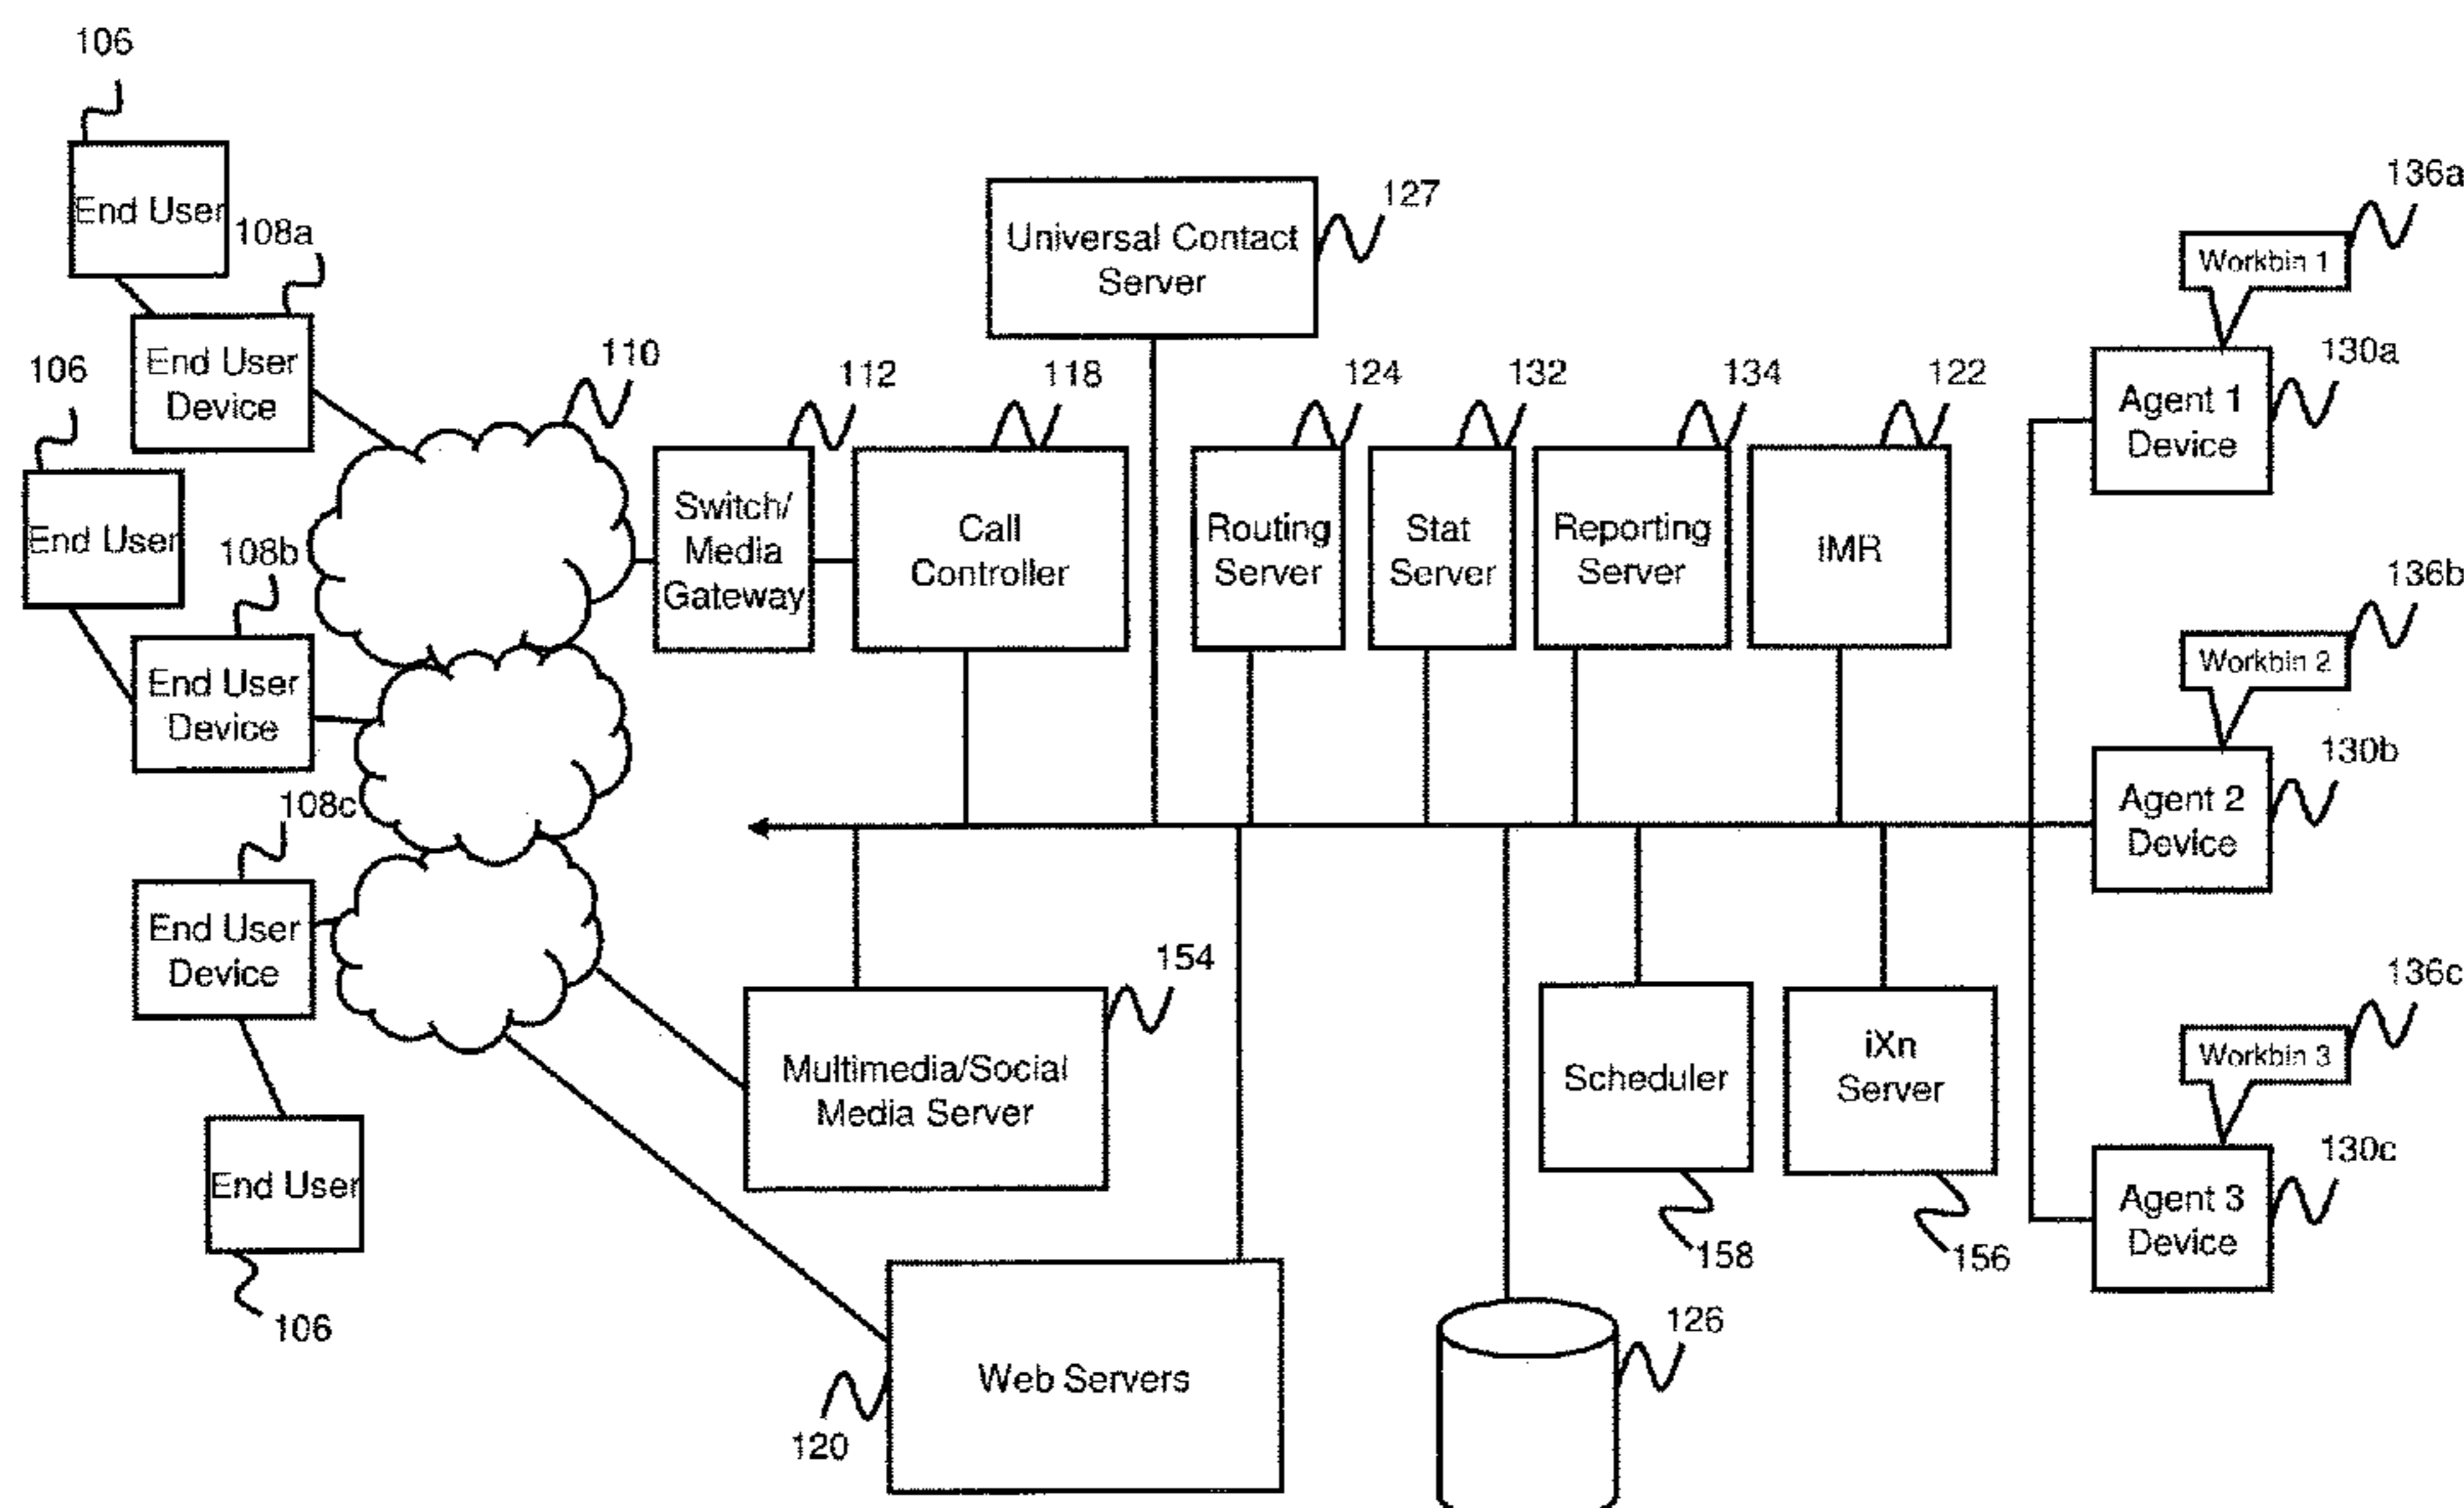 106
End User
108a
End User
Device
106
End User
108b
End User
Device
108c
End User
Device
End User
106
110
112
Switch/
Media
Gateway
118
Call
Controller
Universal Contact
Server
127
124
Routing
Server
132
Stat
Server
134
Reporting
Server
122
IMR
136a
Workbin 1
130a
Agent 1
Device
136b
Workbin 2
130b
Agent 2
Device
136c
Workbin 3
130c
Agent 3
Device
154
Multimedia/Social
Media Server
Scheduler
158
iXn
Server
156
Web Servers
120
126